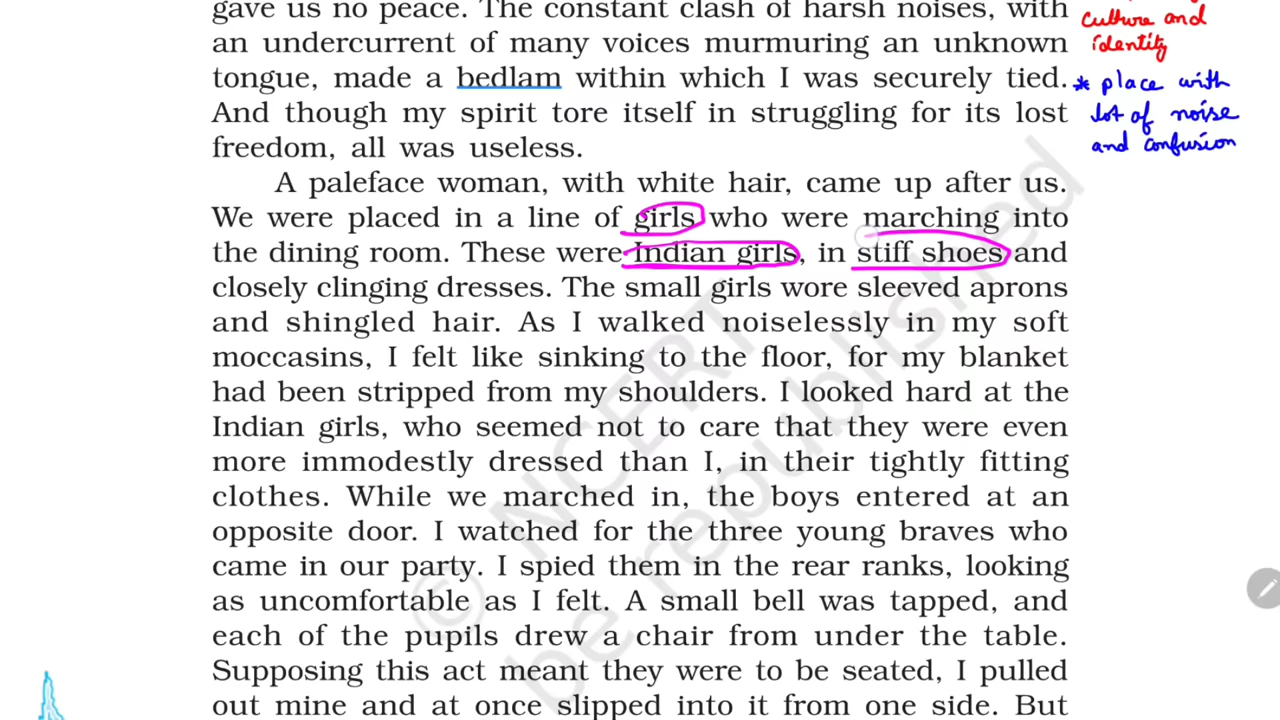 gave us no peace. The constant clash of harsh noises, with
an undercurrent of many voices murmuring an unknown
tongue, made a bedlam within which I was securely tied.
And though my spirit tore itself in struggling for its lost
freedom, all was useless.
A paleface woman, with white hair, came up after us.
We were placed in a line of girls who were marching into
the dining room. These were Indian girls, in stiff shoes and
closely clinging dresses. The small girls wore sleeved aprons
and shingled hair. As I walked noiselessly in my soft
moccasins, I felt like sinking to the floor, for my blanket
had been stripped from my shoulders. I looked hard at the
Indian girls, who seemed not to care that they were even
more immodestly dressed than I, in their tightly fitting
clothes. While we marched in, the boys entered at an
opposite door. I watched for the three young braves who
came in our party. I spied them in the rear ranks, looking
as uncomfortable as I felt. A small bell was tapped, and
each of the pupils drew a chair from under the table.
Supposing this act meant they were to be seated, I pulled
out mine and at once slipped into it from one side. But
culture and
identity
* place with
lot of noise
and confusion
© NCERT
be republished